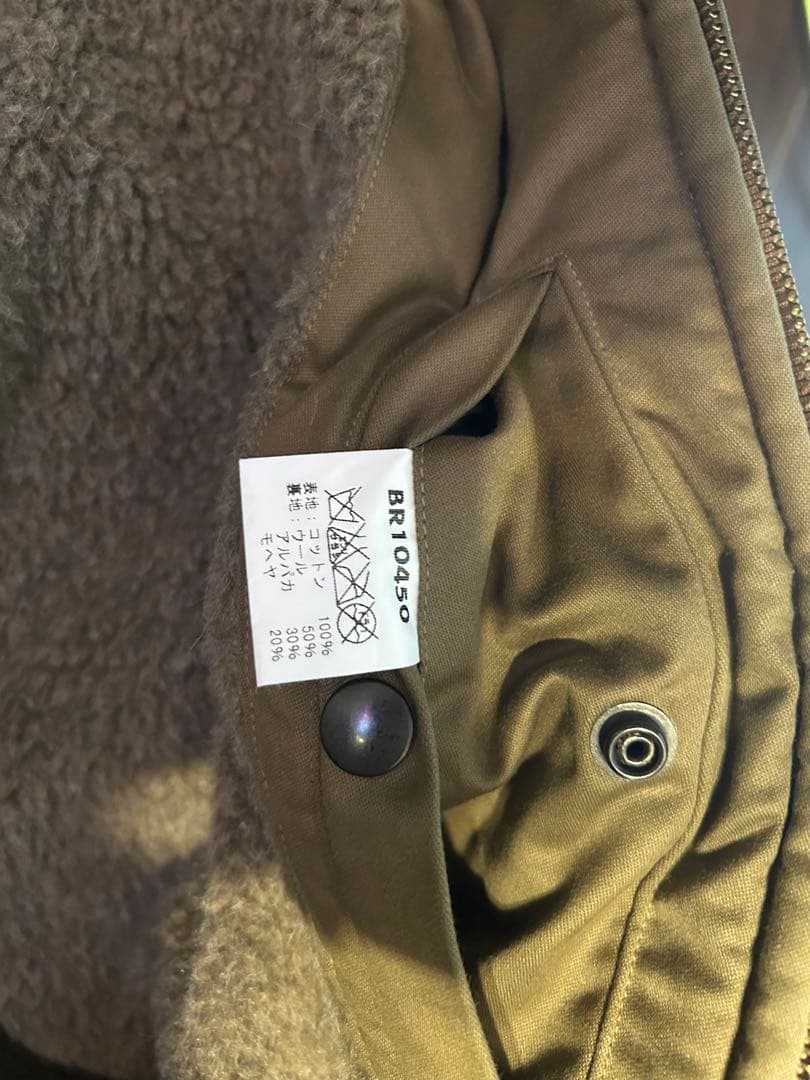 BR10450
表地：コットン 100%
裏地：ウール 50%
アルパカ 30%
モヘヤ 20%